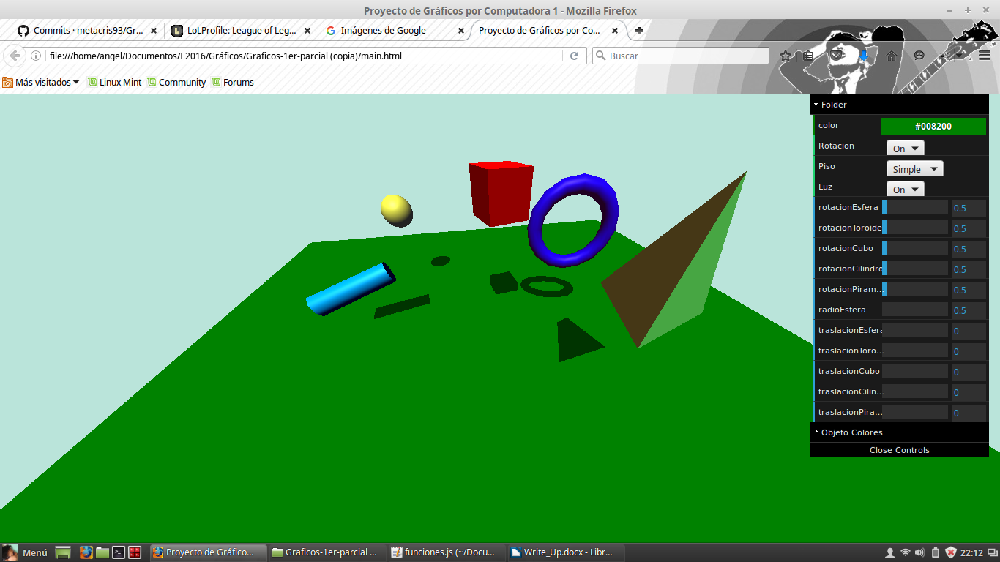 Proyecto de Gráficos por Computadora 1 - Mozilla Firefox
Commits · metacris93/Gr...
LoLProfile: League of Leg...
Imágenes de Google
Proyecto de Gráficos por Co...
file:///home/angel/Documentos/I 2016/Gráficos/Graficos-1er-parcial (copia)/main.html
Buscar
Más visitados
Linux Mint
Community
Forums
Folder
color #008200
Rotacion On
Piso Simple
Luz On
rotacionEsfera 0.5
rotacionToroide 0.5
rotacionCubo 0.5
rotacionCilindro 0.5
rotacionPiram... 0.5
radioEsfera 0.5
traslacionEsfera 0
traslacionToro... 0
traslacionCubo 0
traslacionCilin... 0
traslacionPira... 0
Objeto Colores
Close Controls
Menú
Proyecto de Gráfico...
Graficos-1er-parcial ...
funciones.js (~/Docu...
Write_Up.docx - Libr...
22:12